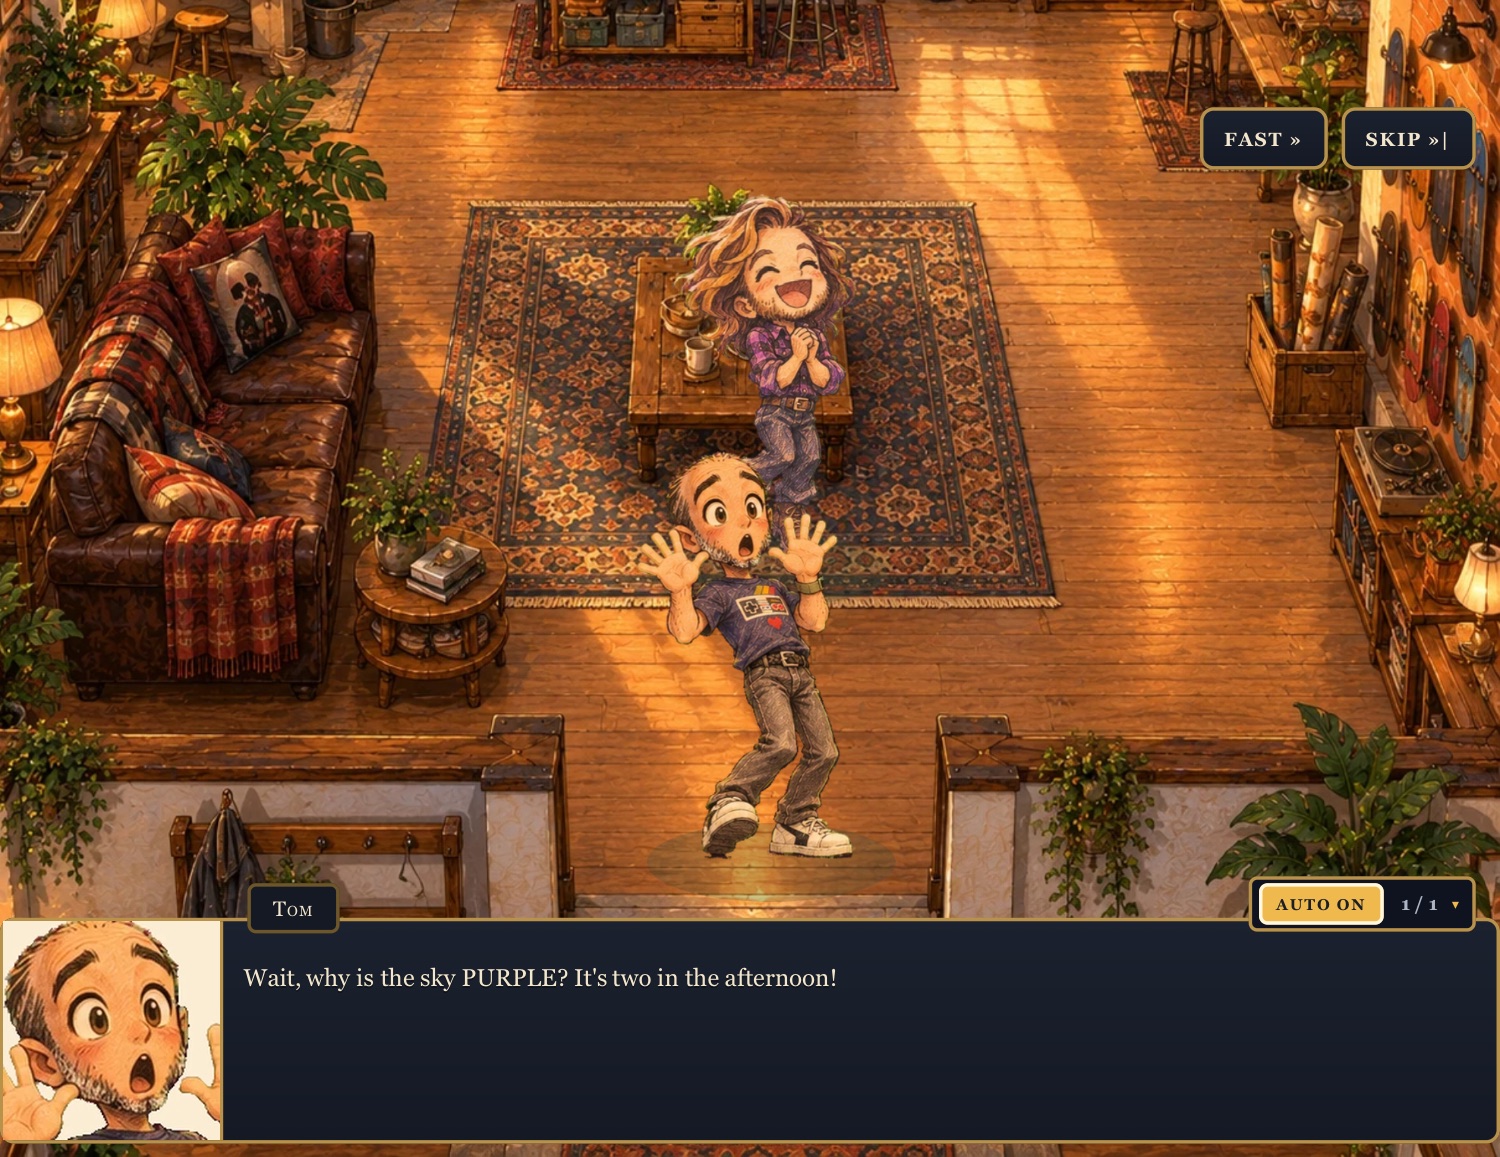 FAST »
SKIP »|
Tom
AUTO ON
1 / 1 ▾
Wait, why is the sky PURPLE? It's two in the afternoon!